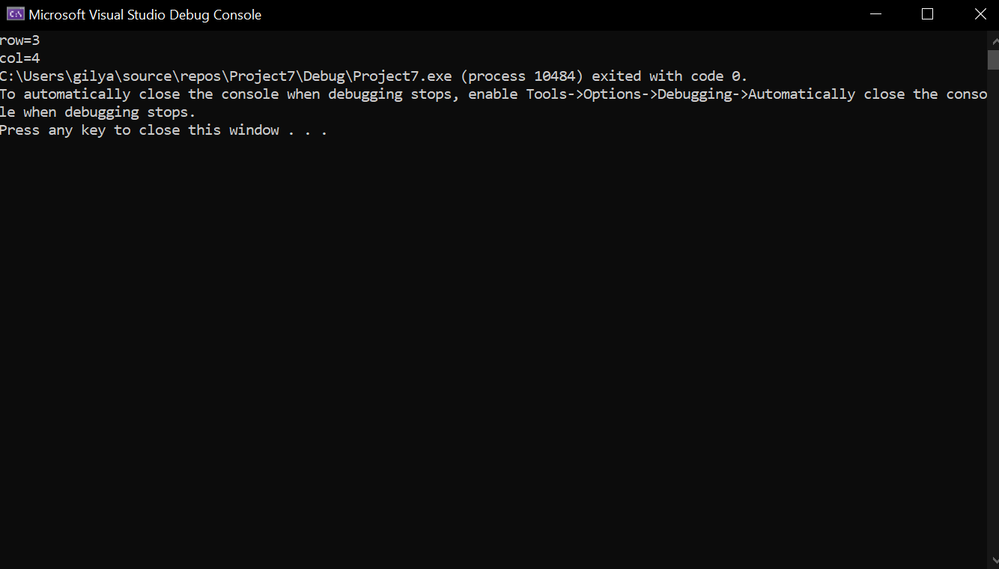 C:\ Microsoft Visual Studio Debug Console
row=3
col=4
C:\Users\gilya\source\repos\Project7\Debug\Project7.exe (process 10484) exited with code 0.
To automatically close the console when debugging stops, enable Tools->Options->Debugging->Automatically close the conso
le when debugging stops.
Press any key to close this window . . .